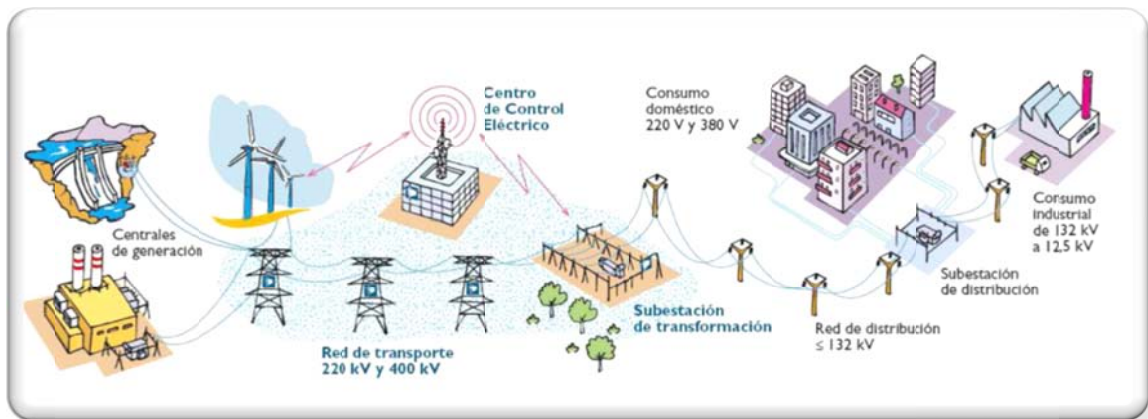 Centro
de Control
Eléctrico
Consumo
doméstico
220 V y 380 V
Centrales
de generación
Consumo
industrial
de 132 kV
a 12,5 kV
Subestación
de distribución
Subestación
de transformación
Red de distribución
≤ 132 kV
Red de transporte
220 kV y 400 kV